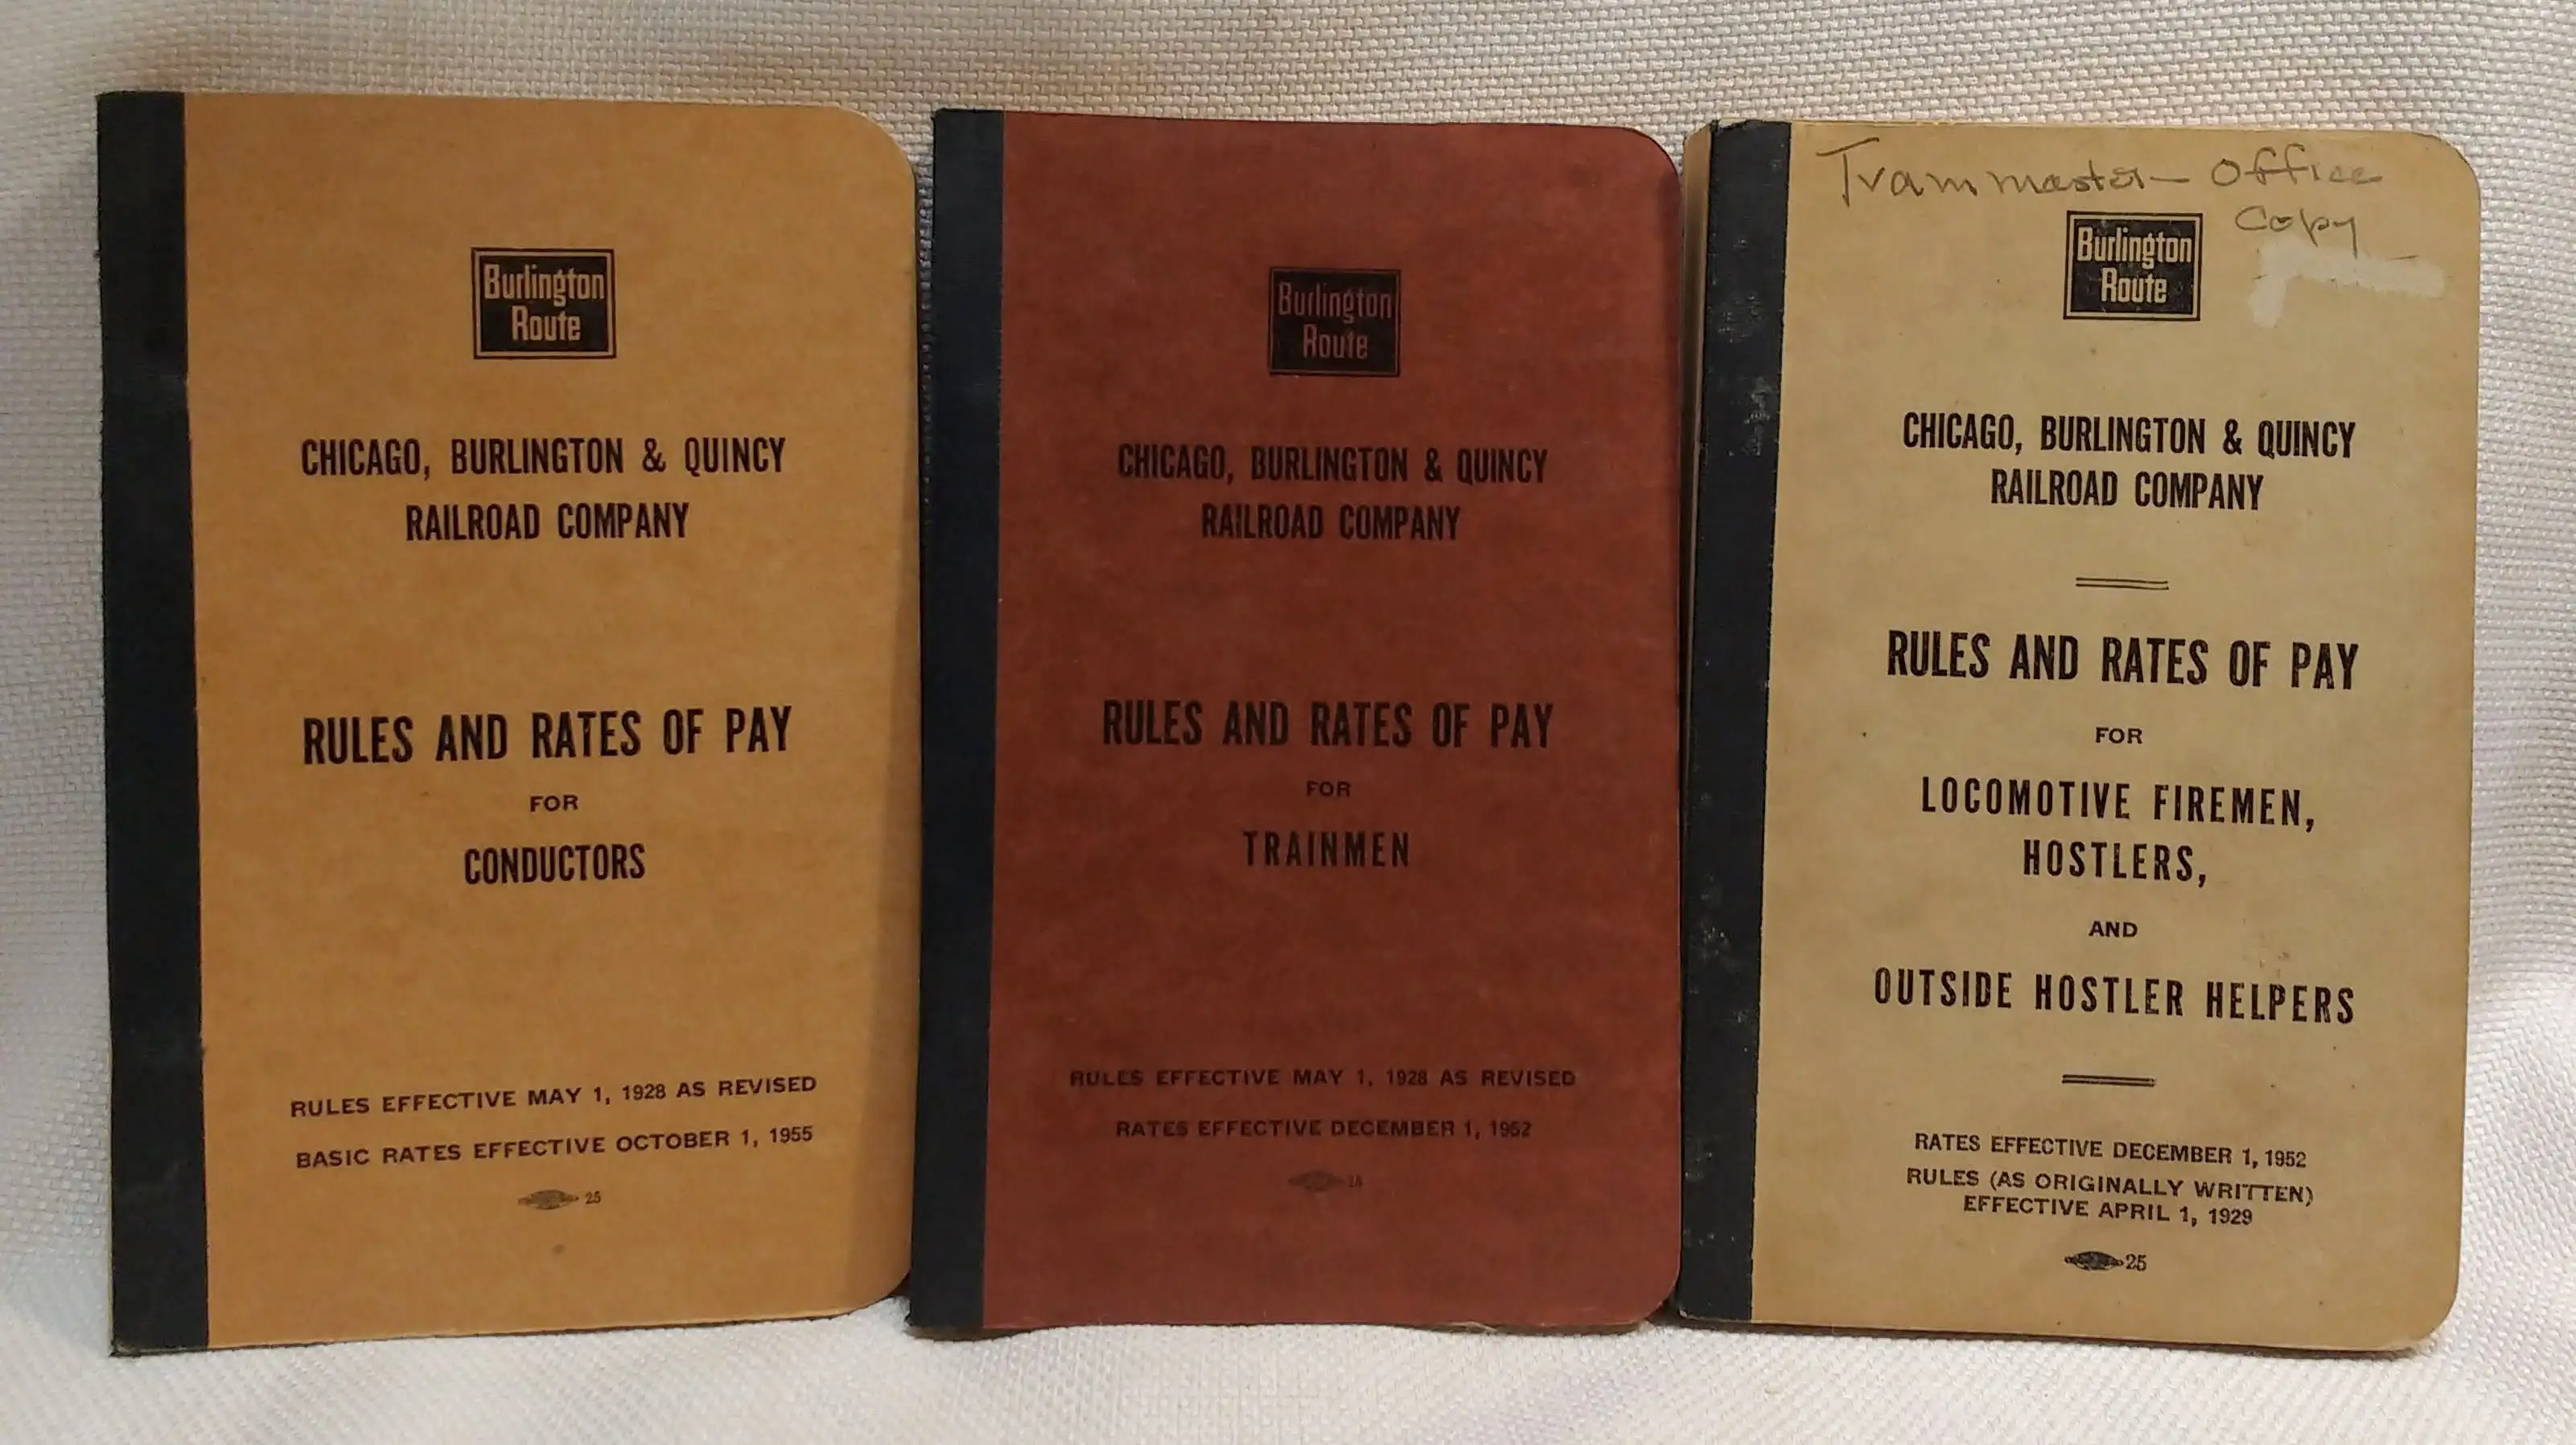 Burlington
Route
CHICAGO, BURLINGTON & QUINCY
RAILROAD COMPANY
RULES AND RATES OF PAY
FOR
CONDUCTORS
RULES EFFECTIVE MAY 1, 1928 AS REVISED
BASIC RATES EFFECTIVE OCTOBER 1, 1955
25
Burlington
Route
CHICAGO, BURLINGTON & QUINCY
RAILROAD COMPANY
RULES AND RATES OF PAY
FOR
TRAINMEN
RULES EFFECTIVE MAY 1, 1928 AS REVISED
RATES EFFECTIVE DECEMBER 1, 1952
Trainmaster - Office
Copy
Burlington
Route
CHICAGO, BURLINGTON & QUINCY
RAILROAD COMPANY
RULES AND RATES OF PAY
FOR
LOCOMOTIVE FIREMEN,
HOSTLERS,
AND
OUTSIDE HOSTLER HELPERS
RATES EFFECTIVE DECEMBER 1, 1952
RULES (AS ORIGINALLY WRITTEN)
EFFECTIVE APRIL 1, 1929
25